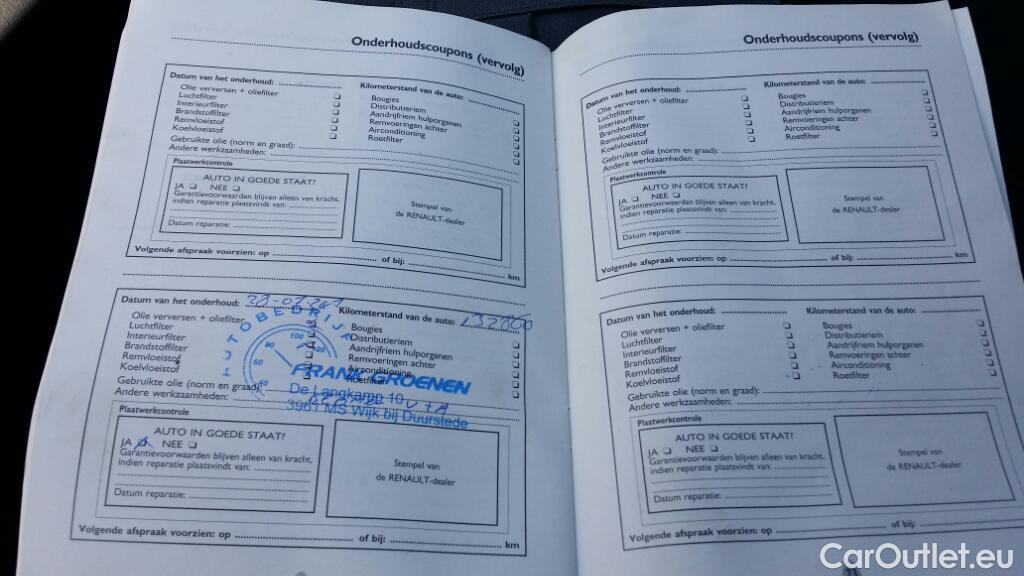 Onderhoudscoupons (vervolg)
Datum van het onderhoud:
Kilometerstand van de auto:
Olie verversen + oliefilter
Luchtfilter
Interieurfilter
Brandstoffilter
Remvloeistof
Koelvloeistof
Bougies
Distributieriem
Aandrijfriem hulporganen
Remvoeringen achter
Airconditioning
Roetfilter
Gebruikte olie (norm en graad):
Andere werkzaamheden:
Plaatwerkcontrole
AUTO IN GOEDE STAAT?
JA NEE
Garantievoorwaarden blijven alleen van kracht,
indien reparatie plaatsvindt van:
Datum reparatie:
Stempel van
de RENAULT-dealer
Volgende afspraak voorzien: op of bij: km
Datum van het onderhoud:
Kilometerstand van de auto: 132860
Olie verversen + oliefilter
Luchtfilter
Interieurfilter
Brandstoffilter
Remvloeistof
Koelvloeistof
Bougies
Distributieriem
Aandrijfriem hulporganen
Remvoeringen achter
Airconditioning
Roetfilter
AUTOBEDRIJF
40 60 80 100 120
FRANK GROENEN
De Langkamp 10
3961 MS Wijk bij Duurstede
Gebruikte olie (norm en graad):
Andere werkzaamheden:
Plaatwerkcontrole
AUTO IN GOEDE STAAT?
JA NEE
Garantievoorwaarden blijven alleen van kracht,
indien reparatie plaatsvindt van:
Datum reparatie:
Stempel van
de RENAULT-dealer
Volgende afspraak voorzien: op of bij: km
Onderhoudscoupons (vervolg)
Datum van het onderhoud:
Kilometerstand van de auto:
Olie verversen + oliefilter
Luchtfilter
Interieurfilter
Brandstoffilter
Remvloeistof
Koelvloeistof
Bougies
Distributieriem
Aandrijfriem hulporganen
Remvoeringen achter
Airconditioning
Roetfilter
Gebruikte olie (norm en graad):
Andere werkzaamheden:
Plaatwerkcontrole
AUTO IN GOEDE STAAT?
JA NEE
Garantievoorwaarden blijven alleen van kracht,
indien reparatie plaatsvindt van:
Datum reparatie:
Stempel van
de RENAULT-dealer
Volgende afspraak voorzien: op of bij: km
Datum van het onderhoud:
Kilometerstand van de auto:
Olie verversen + oliefilter
Luchtfilter
Interieurfilter
Brandstoffilter
Remvloeistof
Koelvloeistof
Bougies
Distributieriem
Aandrijfriem hulporganen
Remvoeringen achter
Airconditioning
Roetfilter
Gebruikte olie (norm en graad):
Andere werkzaamheden:
Plaatwerkcontrole
AUTO IN GOEDE STAAT?
JA NEE
Garantievoorwaarden blijven alleen van kracht,
indien reparatie plaatsvindt van:
Datum reparatie:
Stempel van
de RENAULT-dealer
Volgende afspraak voorzien: op of bij:
CarOutlet.eu